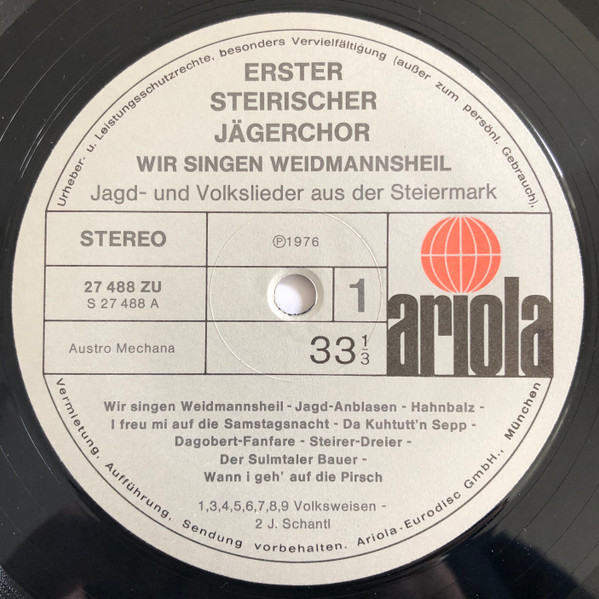 Urheber- u. Leistungsschutzrechte, besonders Vervielfältigung (außer zum persönl. Gebrauch),
ERSTER
STEIRISCHER
JÄGERCHOR
WIR SINGEN WEIDMANNSHEIL
Jagd- und Volkslieder aus der Steiermark
STEREO
Ⓟ1976
27 488 ZU
S 27 488 A
1
Austro Mechana
33 1/3
ariola
Wir singen Weidmannsheil - Jagd-Anblasen - Hahnbalz -
I freu mi auf die Samstagsnacht - Da Kuhtutt'n Sepp -
Dagobert-Fanfare - Steirer-Dreier -
Der Sulmtaler Bauer -
Wann i geh' auf die Pirsch
1,3,4,5,6,7,8,9 Volksweisen -
2 J. Schantl
Vermietung, Aufführung, Sendung vorbehalten. Ariola-Eurodisc GmbH., München